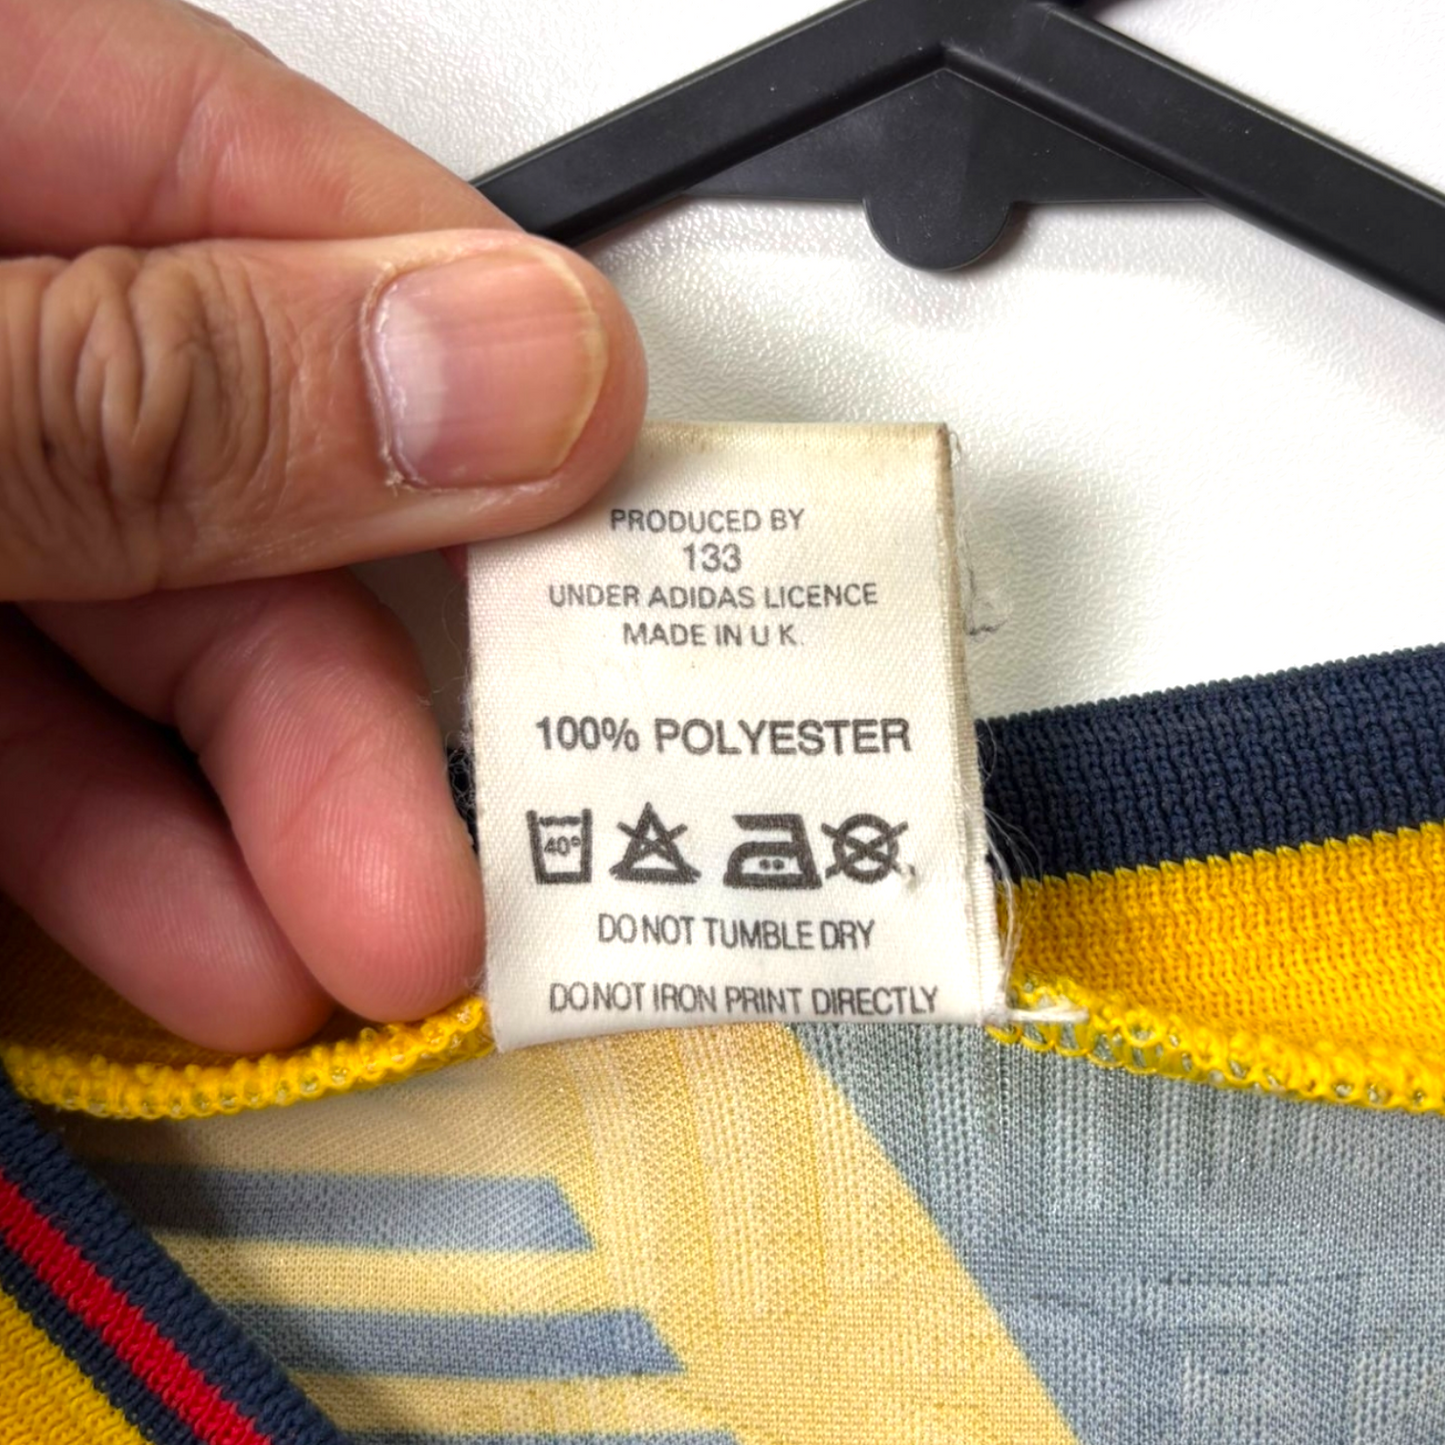 PRODUCED BY
133
UNDER ADIDAS LICENCE
MADE IN U K.
100% POLYESTER
40°
DO NOT TUMBLE DRY
DO NOT IRON PRINT DIRECTLY